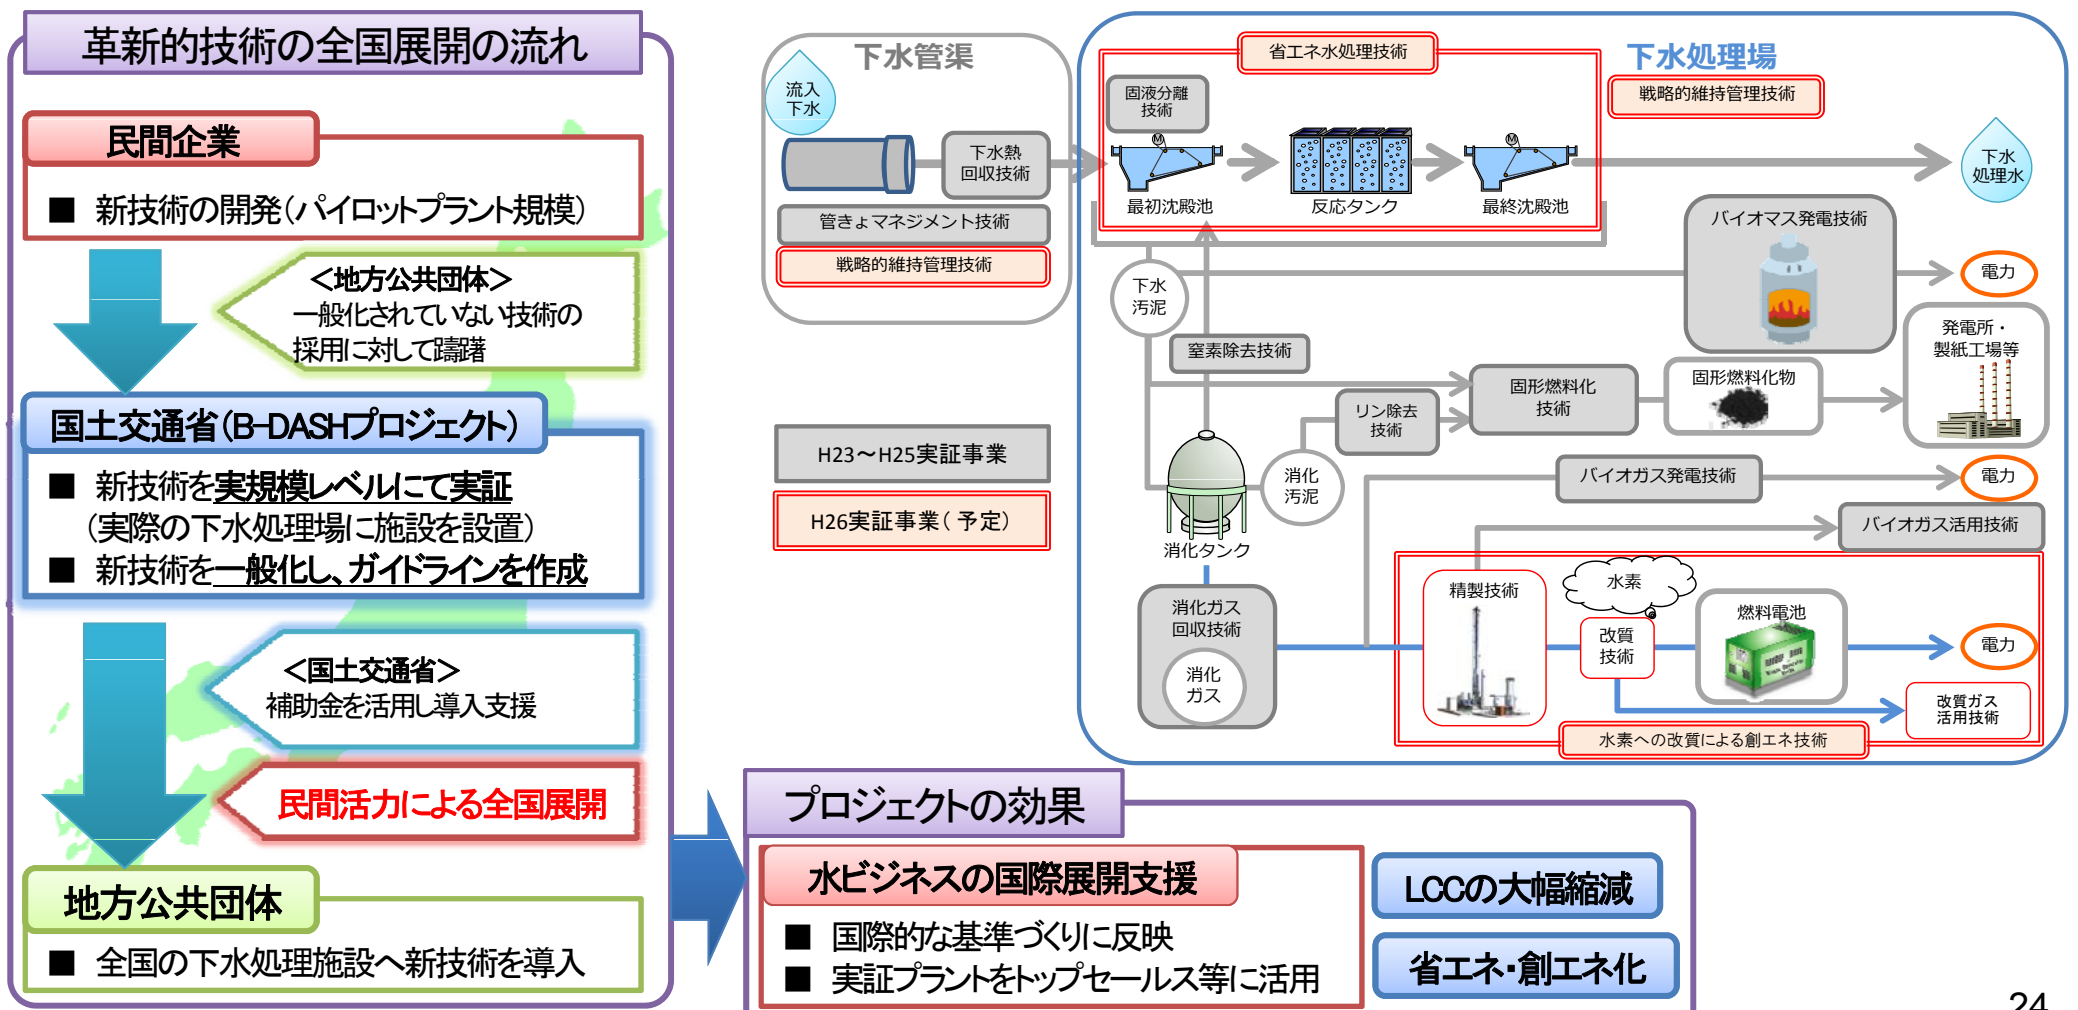 革新的技術の全国展開の流れ
民間企業
■ 新技術の開発（パイロットプラント規模）
＜地方公共団体＞
一般化されていない技術の
採用に対して躊躇
国土交通省（B-DASHプロジェクト）
■ 新技術を実規模レベルにて実証
（実際の下水処理場に施設を設置）
■ 新技術を一般化し、ガイドラインを作成
＜国土交通省＞
補助金を活用し導入支援
民間活力による全国展開
地方公共団体
■ 全国の下水処理施設へ新技術を導入
下水管渠
流入
下水
下水熱
回収技術
管きょマネジメント技術
戦略的維持管理技術
H23～H25実証事業
H26実証事業（予定）
下水処理場
省エネ水処理技術
戦略的維持管理技術
固液分離
技術
M
M
最初沈殿池
反応タンク
最終沈殿池
下水
処理水
バイオマス発電技術
電力
下水
汚泥
窒素除去技術
発電所・
製紙工場等
固形燃料化
技術
固形燃料化物
リン除去
技術
消化
汚泥
消化タンク
バイオガス発電技術
電力
バイオガス活用技術
消化ガス
回収技術
消化
ガス
精製技術
水素
改質
技術
燃料電池
電力
改質ガス
活用技術
水素への改質による創エネ技術
プロジェクトの効果
水ビジネスの国際展開支援
■ 国際的な基準づくりに反映
■ 実証プラントをトップセールス等に活用
LCCの大幅縮減
省エネ・創エネ化
24